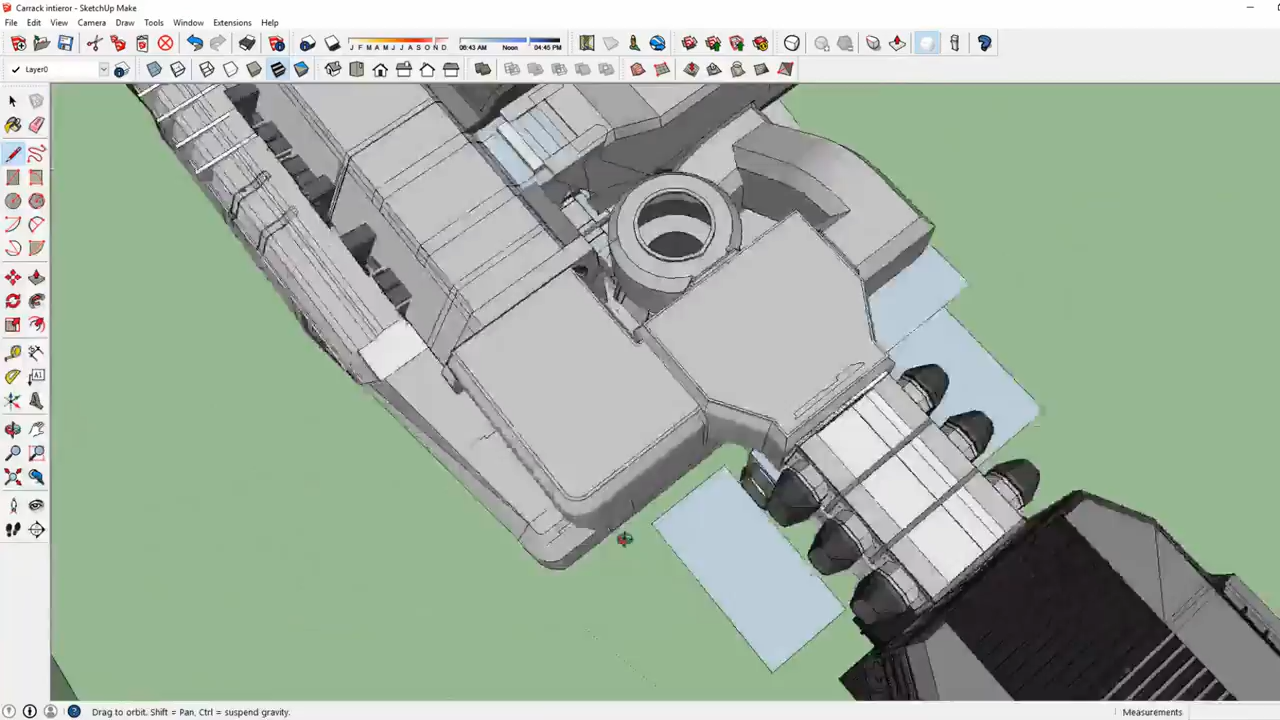 Carrack intieror - SketchUp Make
File Edit View Camera Draw Tools Window Extensions Help
J F M A M J J A S O N D 06:43 AM Noon 04:45 PM
Layer0
A1
Drag to orbit. Shift = Pan, Ctrl = suspend gravity. Measurements